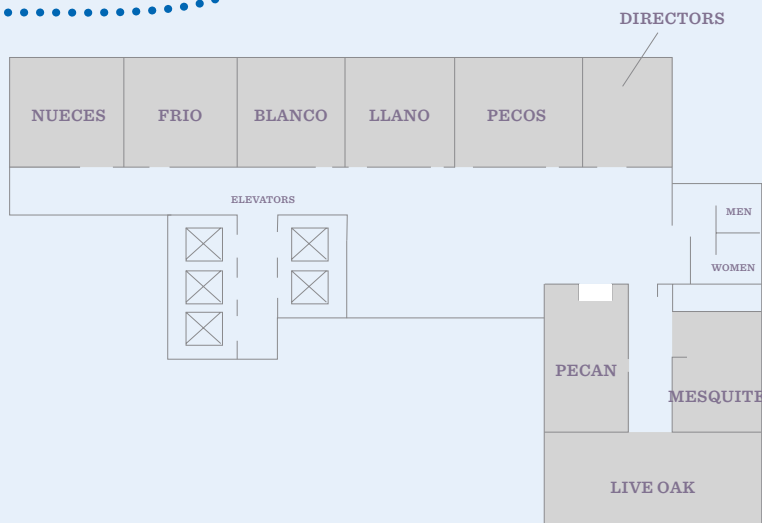 DIRECTORS
NUECES
FRIO
BLANCO
LLANO
PECOS
ELEVATORS
MEN
WOMEN
PECAN
MESQUITE
LIVE OAK